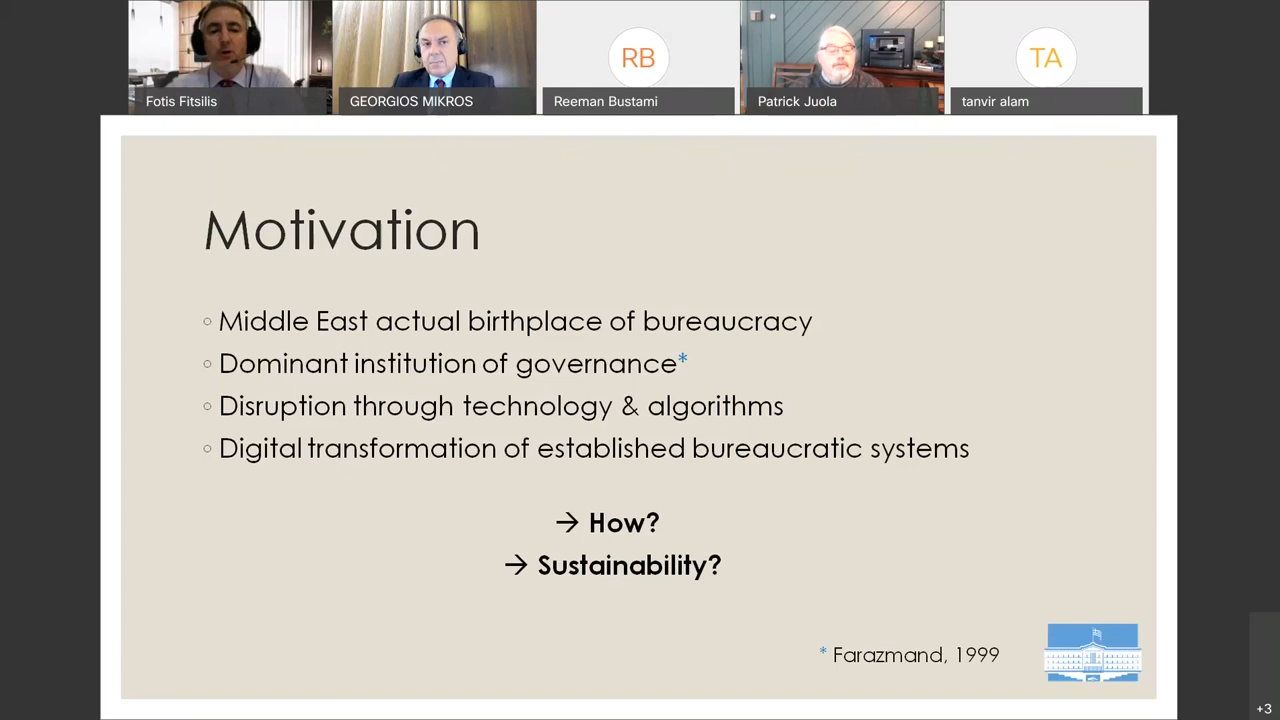 Fotis Fitsilis
GEORGIOS MIKROS
RB
Reeman Bustami
Patrick Juola
TA
tanvir alam
Motivation
◦ Middle East actual birthplace of bureaucracy
◦ Dominant institution of governance*
◦ Disruption through technology & algorithms
◦ Digital transformation of established bureaucratic systems
→ How?
→ Sustainability?
* Farazmand, 1999
+3